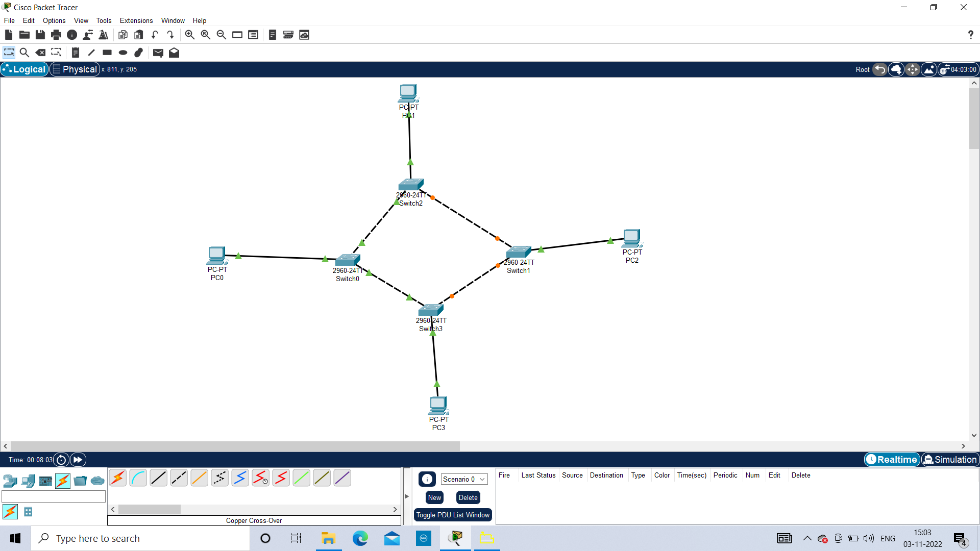 Cisco Packet Tracer
File Edit Options View Tools Extensions Window Help
?
Logical Physical x: 811, y: 205 Root 04:03:00
PC-PT
2960-24TT
Switch2
PC-PT
PC2
2960-24TT
Switch1
PC-PT
PC0
2960-24TT
Switch0
2960-24TT
Switch3
PC-PT
PC3
Time: 00:08:03 Realtime Simulation
Scenario 0
New Delete
Toggle PDU List Window
Fire Last Status Source Destination Type Color Time(sec) Periodic Num Edit Delete
Copper Cross-Over
Type here to search
ENG
15:03
03-11-2022
4